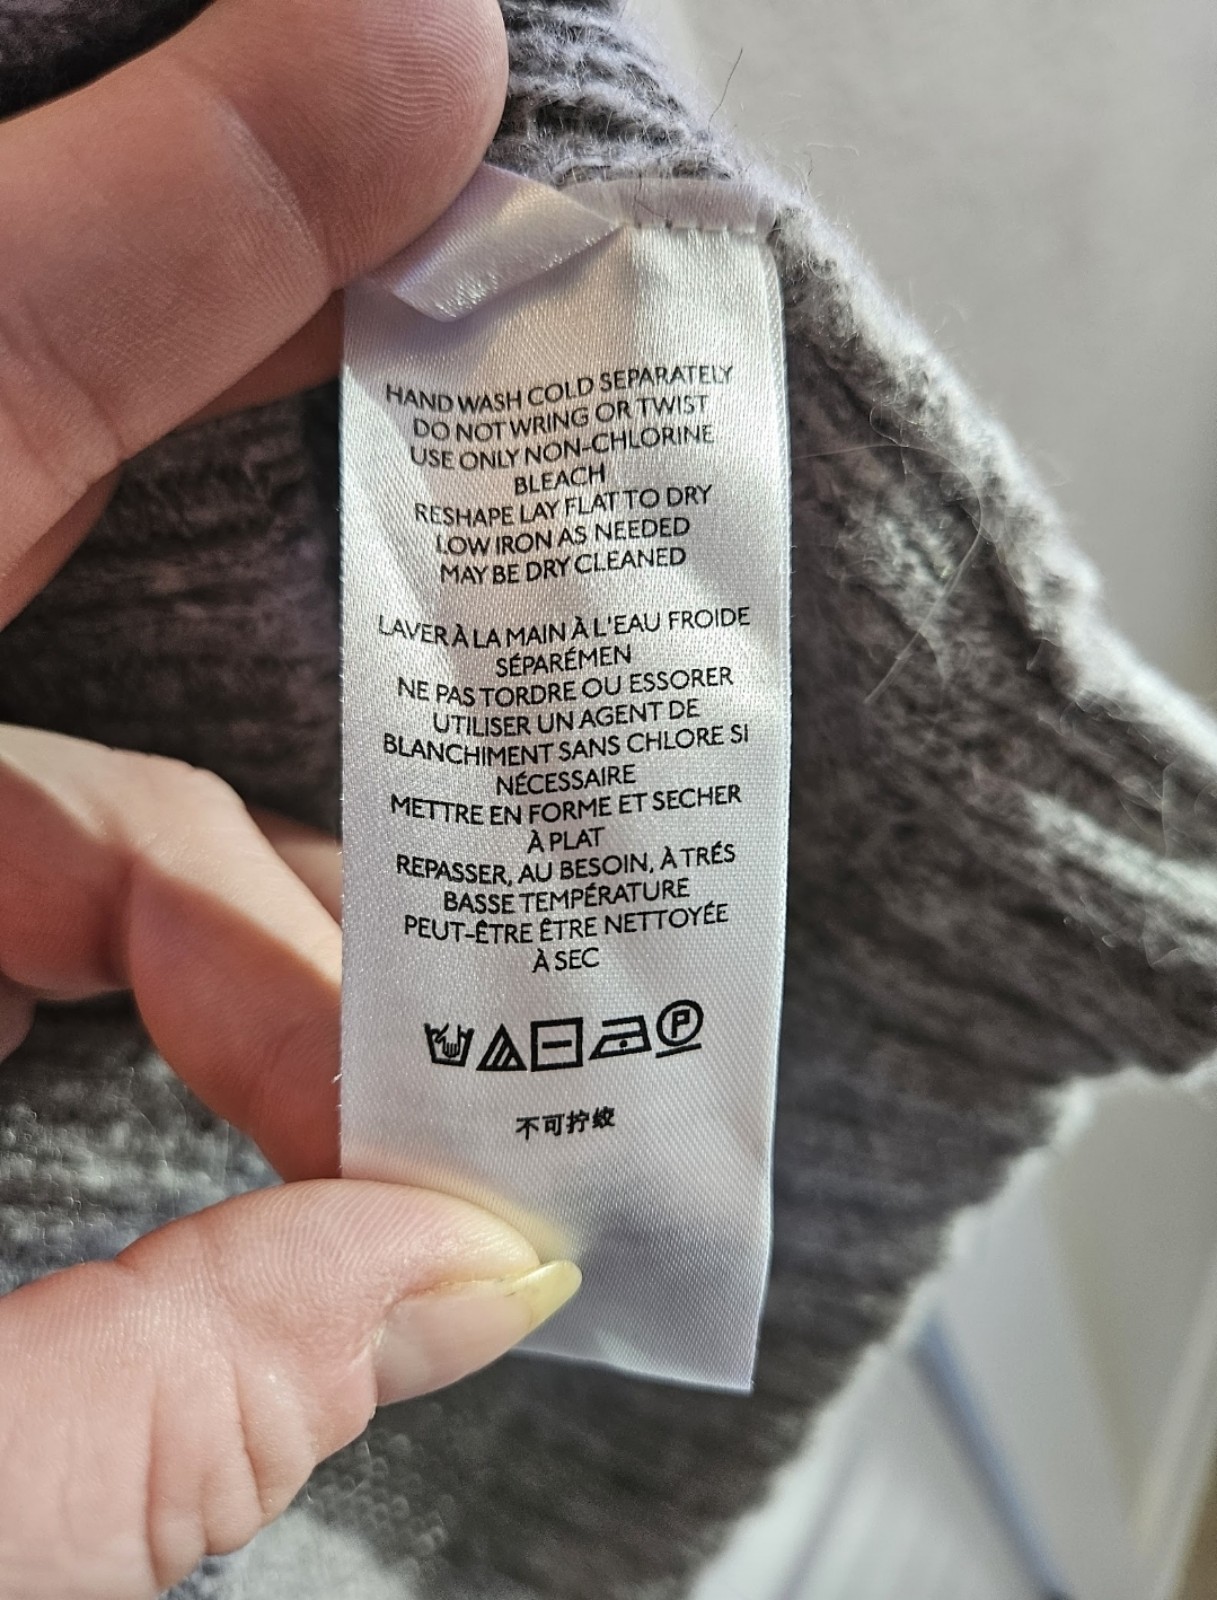 HAND WASH COLD SEPARATELY
DO NOT WRING OR TWIST
USE ONLY NON-CHLORINE
BLEACH
RESHAPE LAY FLAT TO DRY
LOW IRON AS NEEDED
MAY BE DRY CLEANED
LAVER À LA MAIN À L'EAU FROIDE
SÉPARÉMEN
NE PAS TORDRE OU ESSORER
UTILISER UN AGENT DE
BLANCHIMENT SANS CHLORE SI
NÉCESSAIRE
METTRE EN FORME ET SECHER
À PLAT
REPASSER, AU BESOIN, À TRÉS
BASSE TEMPÉRATURE
PEUT-ÊTRE ÊTRE NETTOYÉE
À SEC
P
不可拧绞